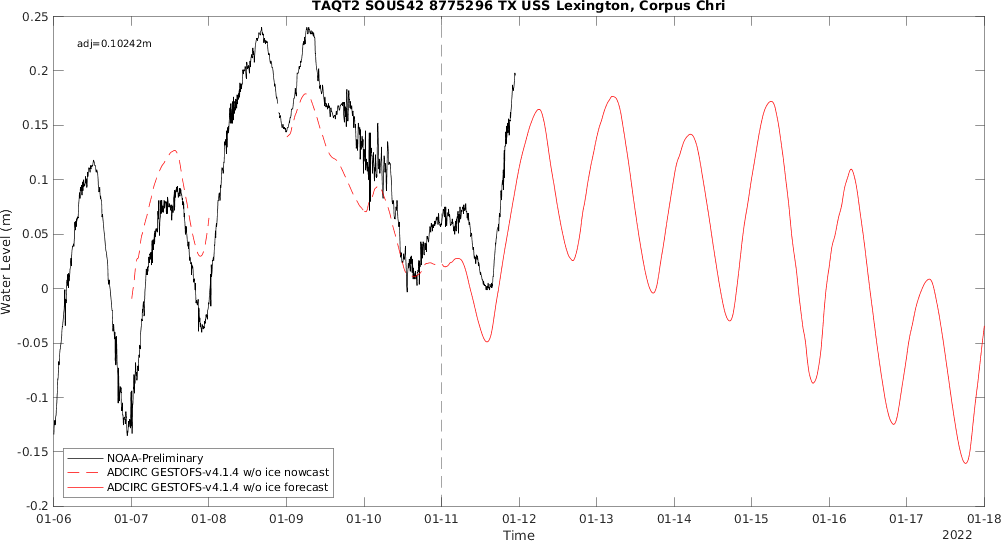 TAQT2 SOUS42 8775296 TX USS Lexington, Corpus Chri
adj=0.10242m
0.25
0.2
0.15
0.1
0.05
0
-0.05
-0.1
-0.15
-0.2
Water Level (m)
NOAA-Preliminary
ADCIRC GESTOFS-v4.1.4 w/o ice nowcast
ADCIRC GESTOFS-v4.1.4 w/o ice forecast
01-06 01-07 01-08 01-09 01-10 01-11 01-12 01-13 01-14 01-15 01-16 01-17 01-18
Time
2022